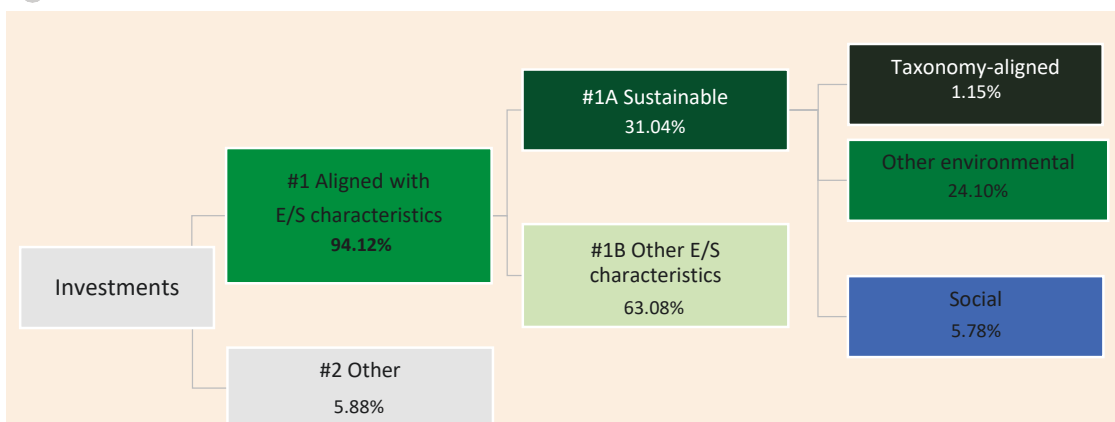 Investments
#1 Aligned with
E/S characteristics
94.12%
#2 Other
5.88%
#1A Sustainable
31.04%
#1B Other E/S
characteristics
63.08%
Taxonomy-aligned
1.15%
Other environmental
24.10%
Social
5.78%